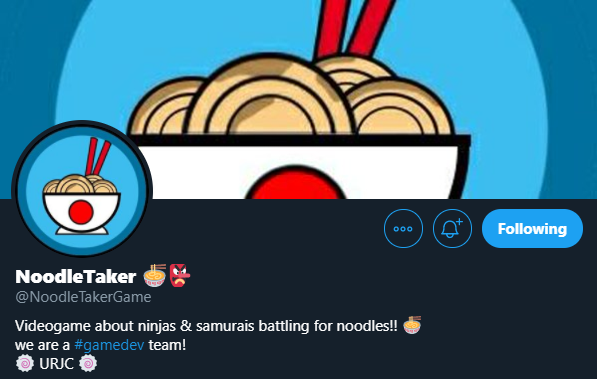 Following
NoodleTaker 🍜👺
@NoodleTakerGame
Videogame about ninjas & samurais battling for noodles!! 🍜
we are a #gamedev team!
🍥 URJC 🍥